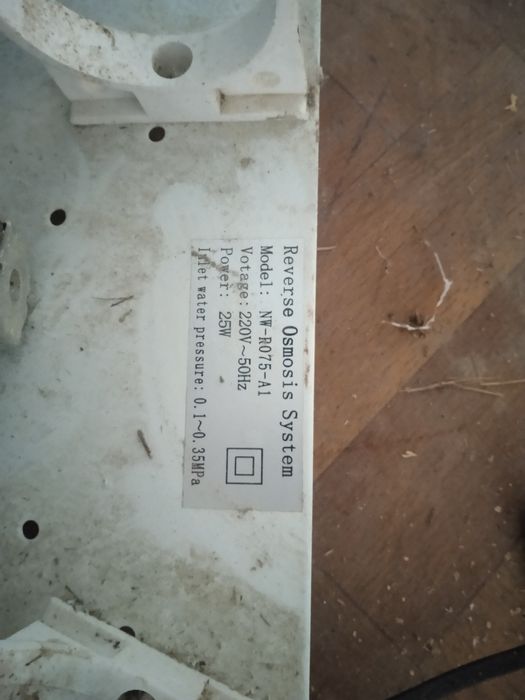 Reverse Osmosis System
Model: NW-RO75-A1
Votage: 220V~50Hz
Power: 25W
Inlet water pressure: 0.1~0.35MPa